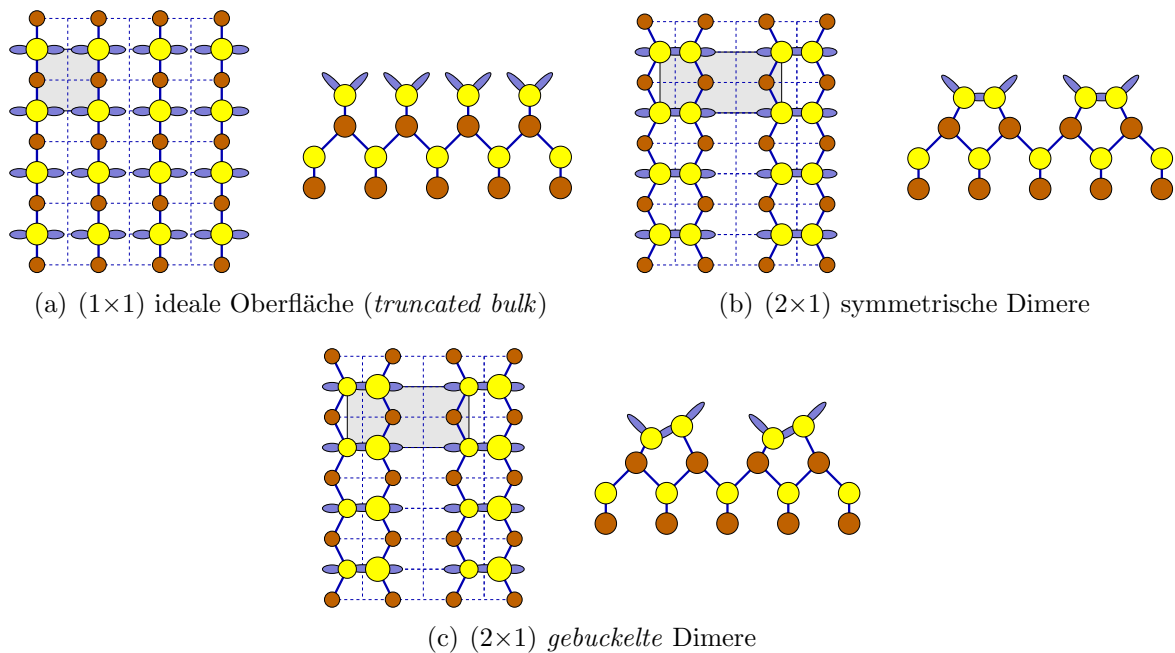 (a) (1×1) ideale Oberfläche (truncated bulk)
(b) (2×1) symmetrische Dimere
(c) (2×1) gebuckelte Dimere